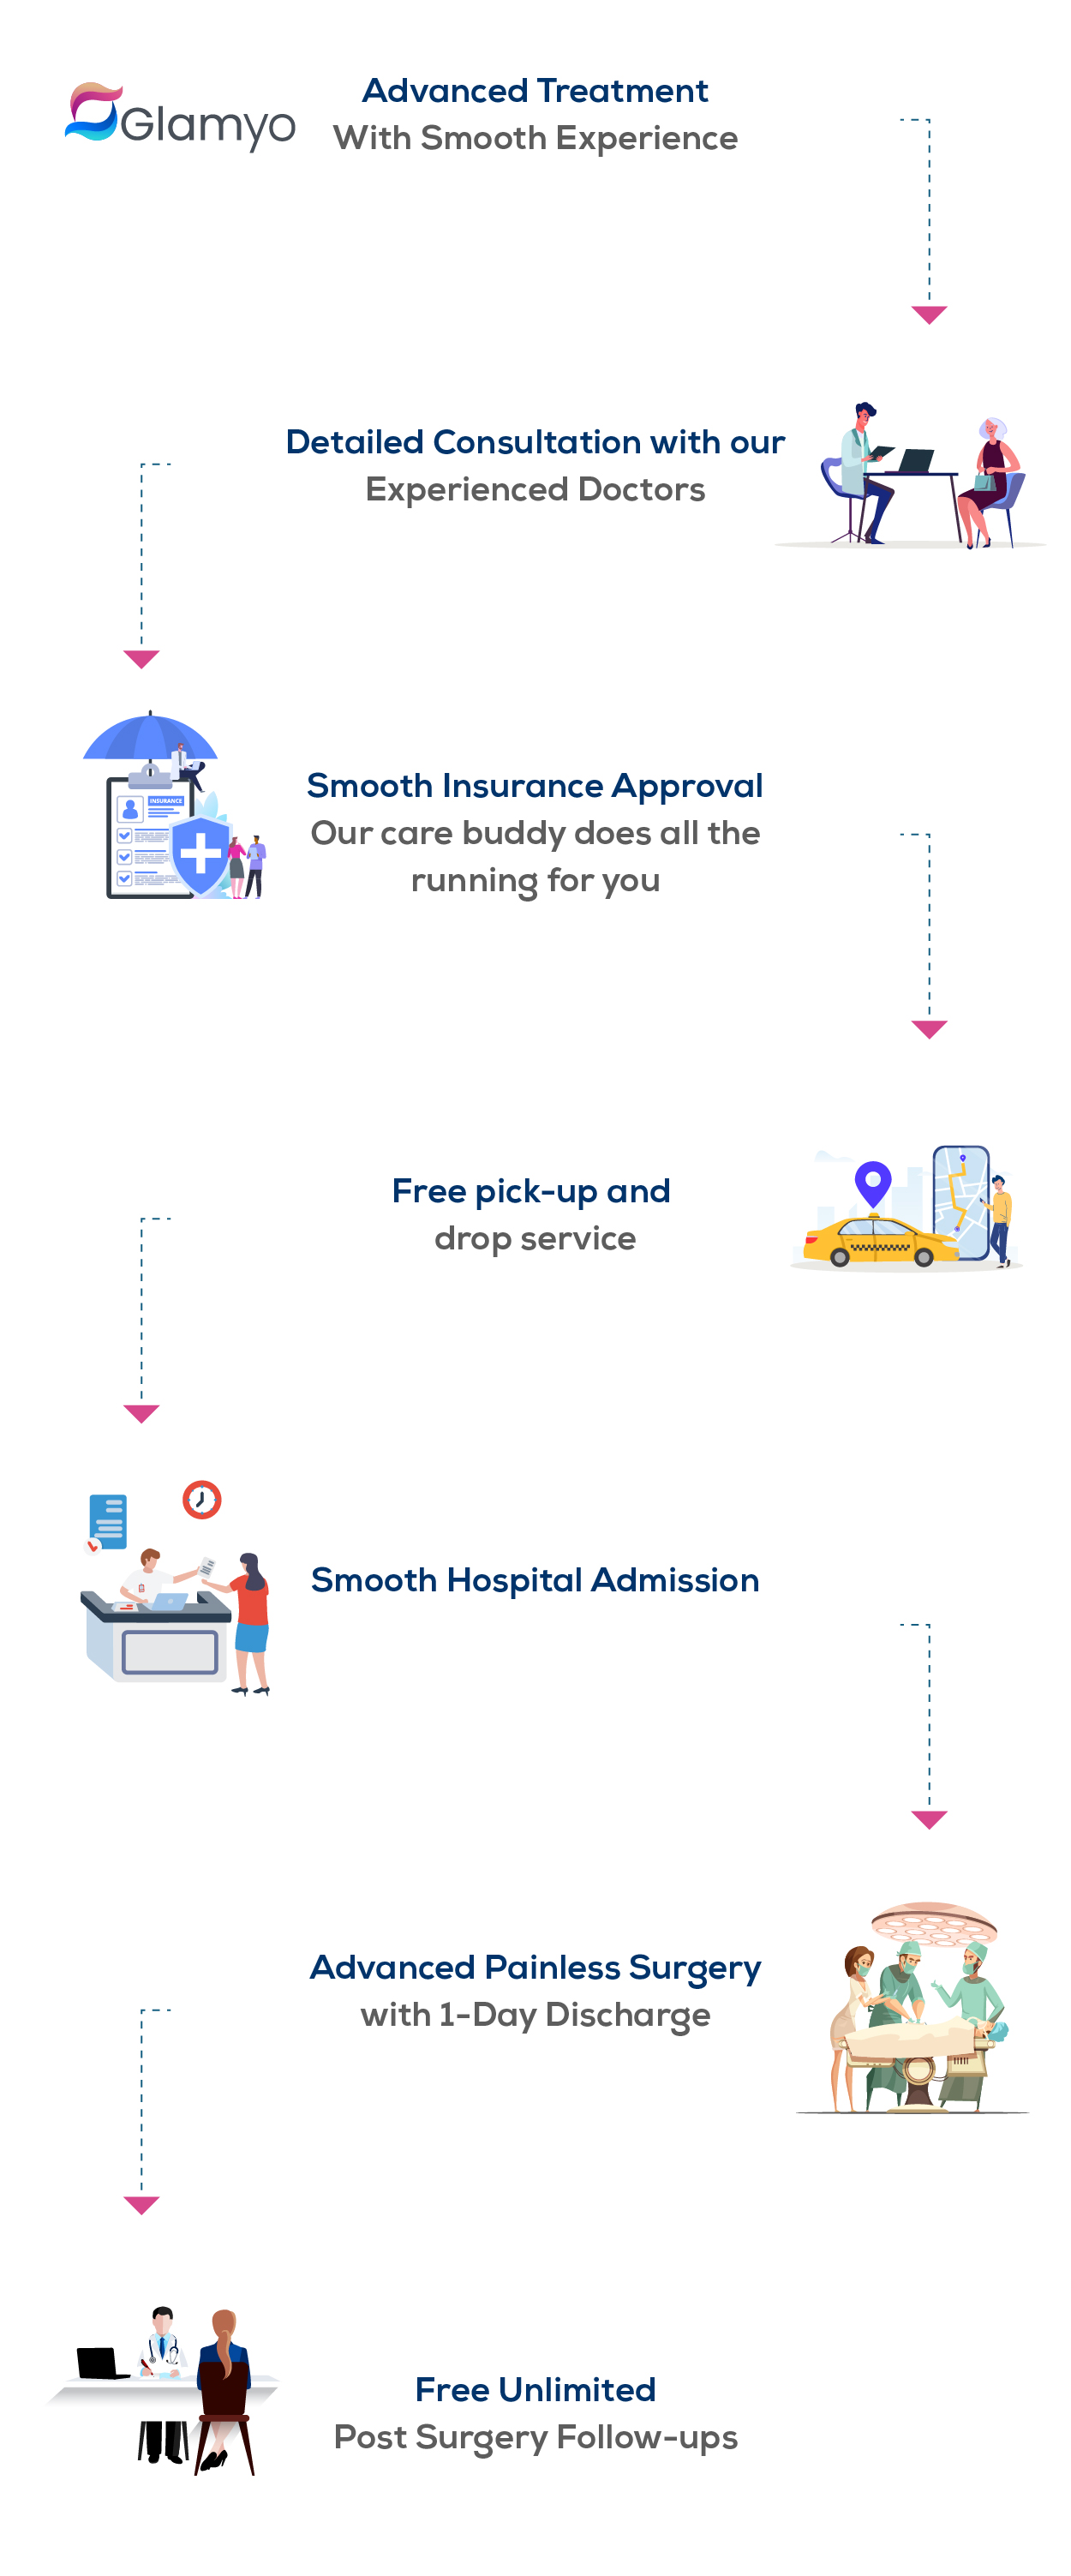 Glamyo
Advanced Treatment
With Smooth Experience
Detailed Consultation with our
Experienced Doctors
INSURANCE
Smooth Insurance Approval
Our care buddy does all the
running for you
Free pick-up and
drop service
Smooth Hospital Admission
Advanced Painless Surgery
with 1-Day Discharge
Free Unlimited
Post Surgery Follow-ups